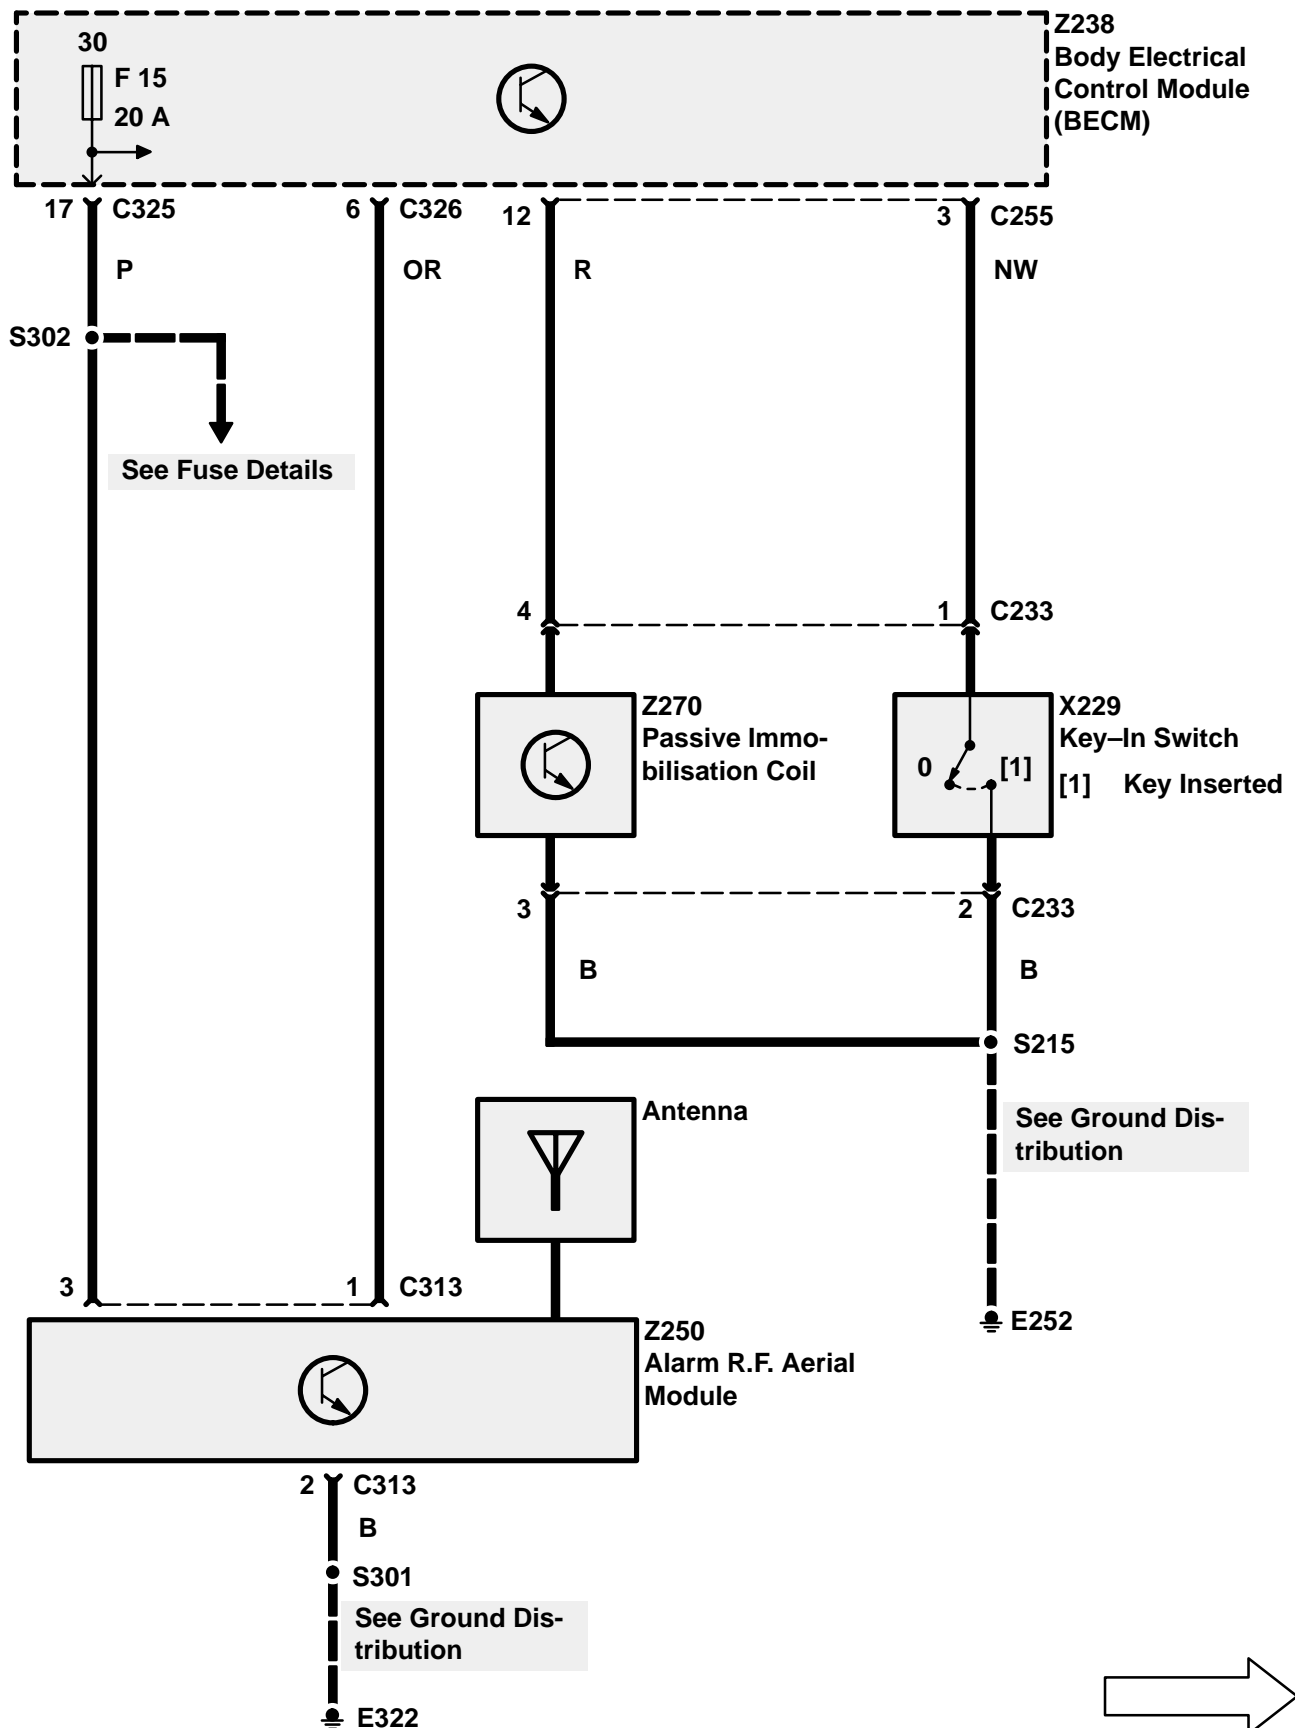 30
F 15
20 A
Z238
Body Electrical
Control Module
(BECM)
17 C325
6 C326
12
3 C255
P
OR
R
NW
S302
See Fuse Details
4
1 C233
Z270
Passive Immo-
bilisation Coil
X229
Key–In Switch
0 [1]
[1] Key Inserted
3
2 C233
B
B
S215
Antenna
See Ground Dis-
tribution
3
1 C313
E252
Z250
Alarm R.F. Aerial
Module
2 C313
B
S301
See Ground Dis-
tribution
E322